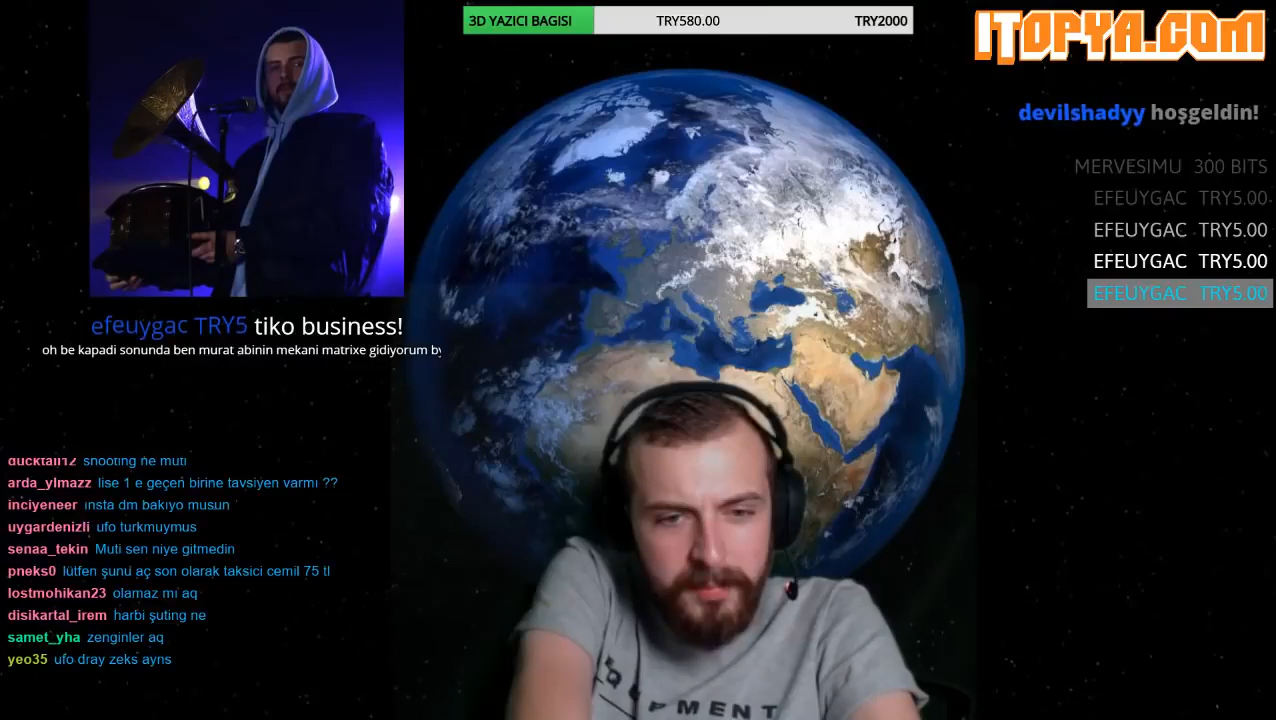 3D YAZICI BAGISI TRY580.00 TRY2000
ITOPYA.COM
devilshadyy hoşgeldin!
MERVESIMU 300 BITS
EFEUYGAC TRY5.00
EFEUYGAC TRY5.00
EFEUYGAC TRY5.00
EFEUYGAC TRY5.00
efeuygac TRY5 tiko business!
oh be kapadi sonunda ben murat abinin mekani matrixe gidiyorum by
ducktail12 shooting ne muti
arda_ylmazz lise 1 e geçen birine tavsiyen varmı ??
inciyeneer ınsta dm bakıyo musun
uygardenizli ufo turkmuymus
senaa_tekin Muti sen niye gitmedin
pneks0 lütfen şunu aç son olarak taksici cemil 75 tl
lostmohikan23 olamaz mı aq
disikartal_irem harbi şuting ne
samet_yha zenginler aq
yeo35 ufo dray zeks ayns
PMENT